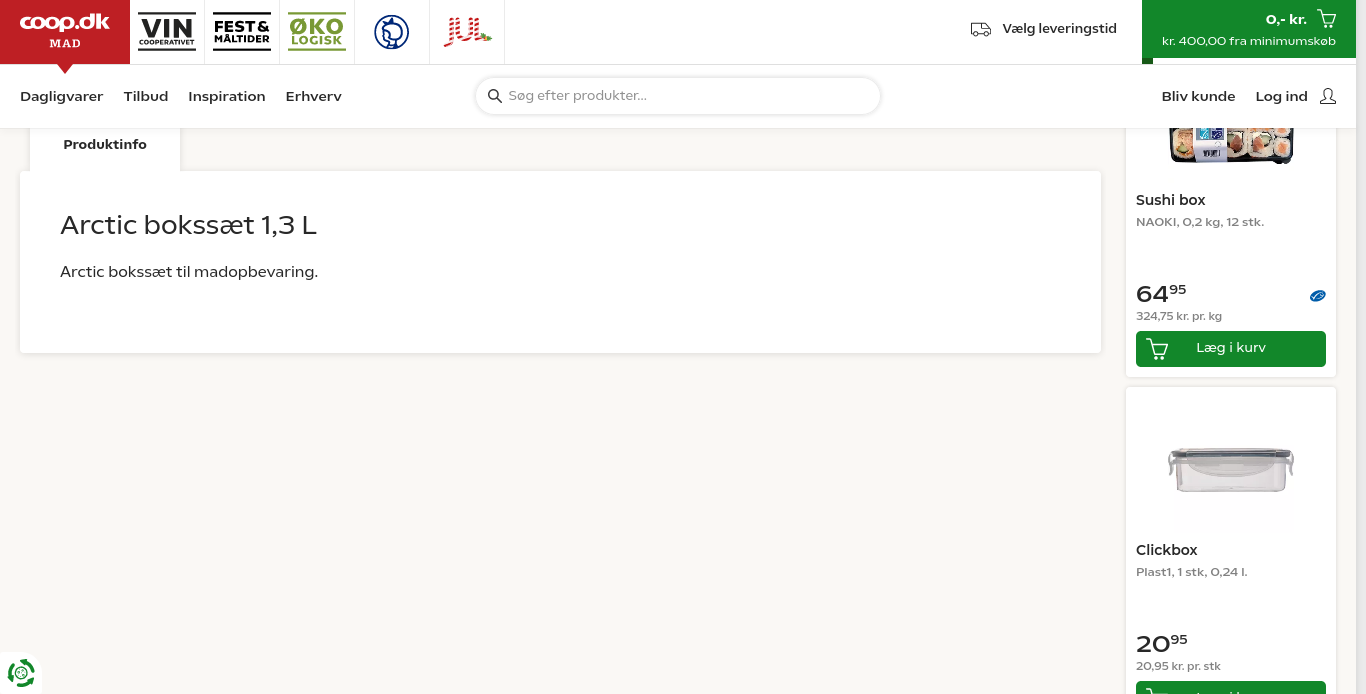 coop.dk
MAD
VIN
COOPERATIVET
FEST &
MÅLTIDER
ØKO
LOGISK
JUL
Vælg leveringstid
0,- kr.
kr. 400,00 fra minimumskøb
Dagligvarer
Tilbud
Inspiration
Erhverv
Søg efter produkter...
Bliv kunde
Log ind
Produktinfo
Arctic bokssæt 1,3 L
Arctic bokssæt til madopbevaring.
Sushi box
NAOKI, 0,2 kg, 12 stk.
64 95
324,75 kr. pr. kg
Læg i kurv
Clickbox
Plast1, 1 stk, 0,24 l.
20 95
20,95 kr. pr. stk